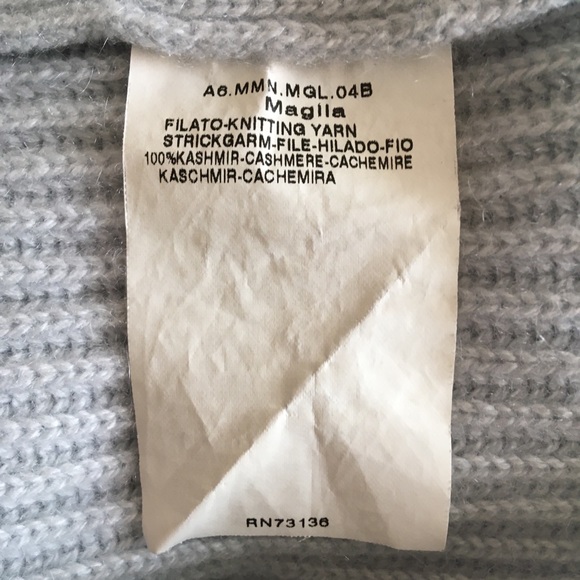 A6.MMN.MGL.04B
Maglia
FILATO-KNITTING YARN
STRICKGARM-FILE-HILADO-FIO
100%KASHMIR-CASHMERE-CACHEMIRE
KASCHMIR-CACHEMIRA
RN73136